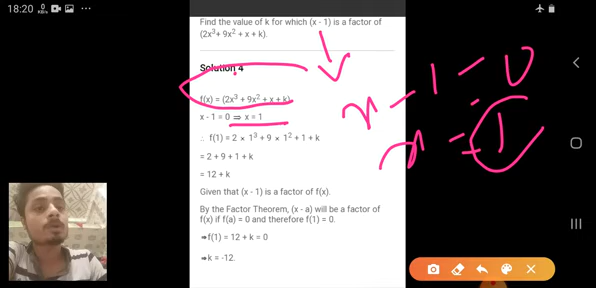 18:20 0 KB/s
Find the value of k for which (x - 1) is a factor of
(2x³+ 9x² + x + k).
Solution 4
f(x) = (2x³ + 9x² + x + k)
x - 1 = 0 ⇒ x = 1
∴ f(1) = 2 × 1³ + 9 × 1² + 1 + k
= 2 + 9 + 1 + k
= 12 + k
Given that (x - 1) is a factor of f(x).
By the Factor Theorem, (x - a) will be a factor of
f(x) if f(a) = 0 and therefore f(1) = 0.
⇒f(1) = 12 + k = 0
⇒k = -12.
x - 1 = 0
x = 1